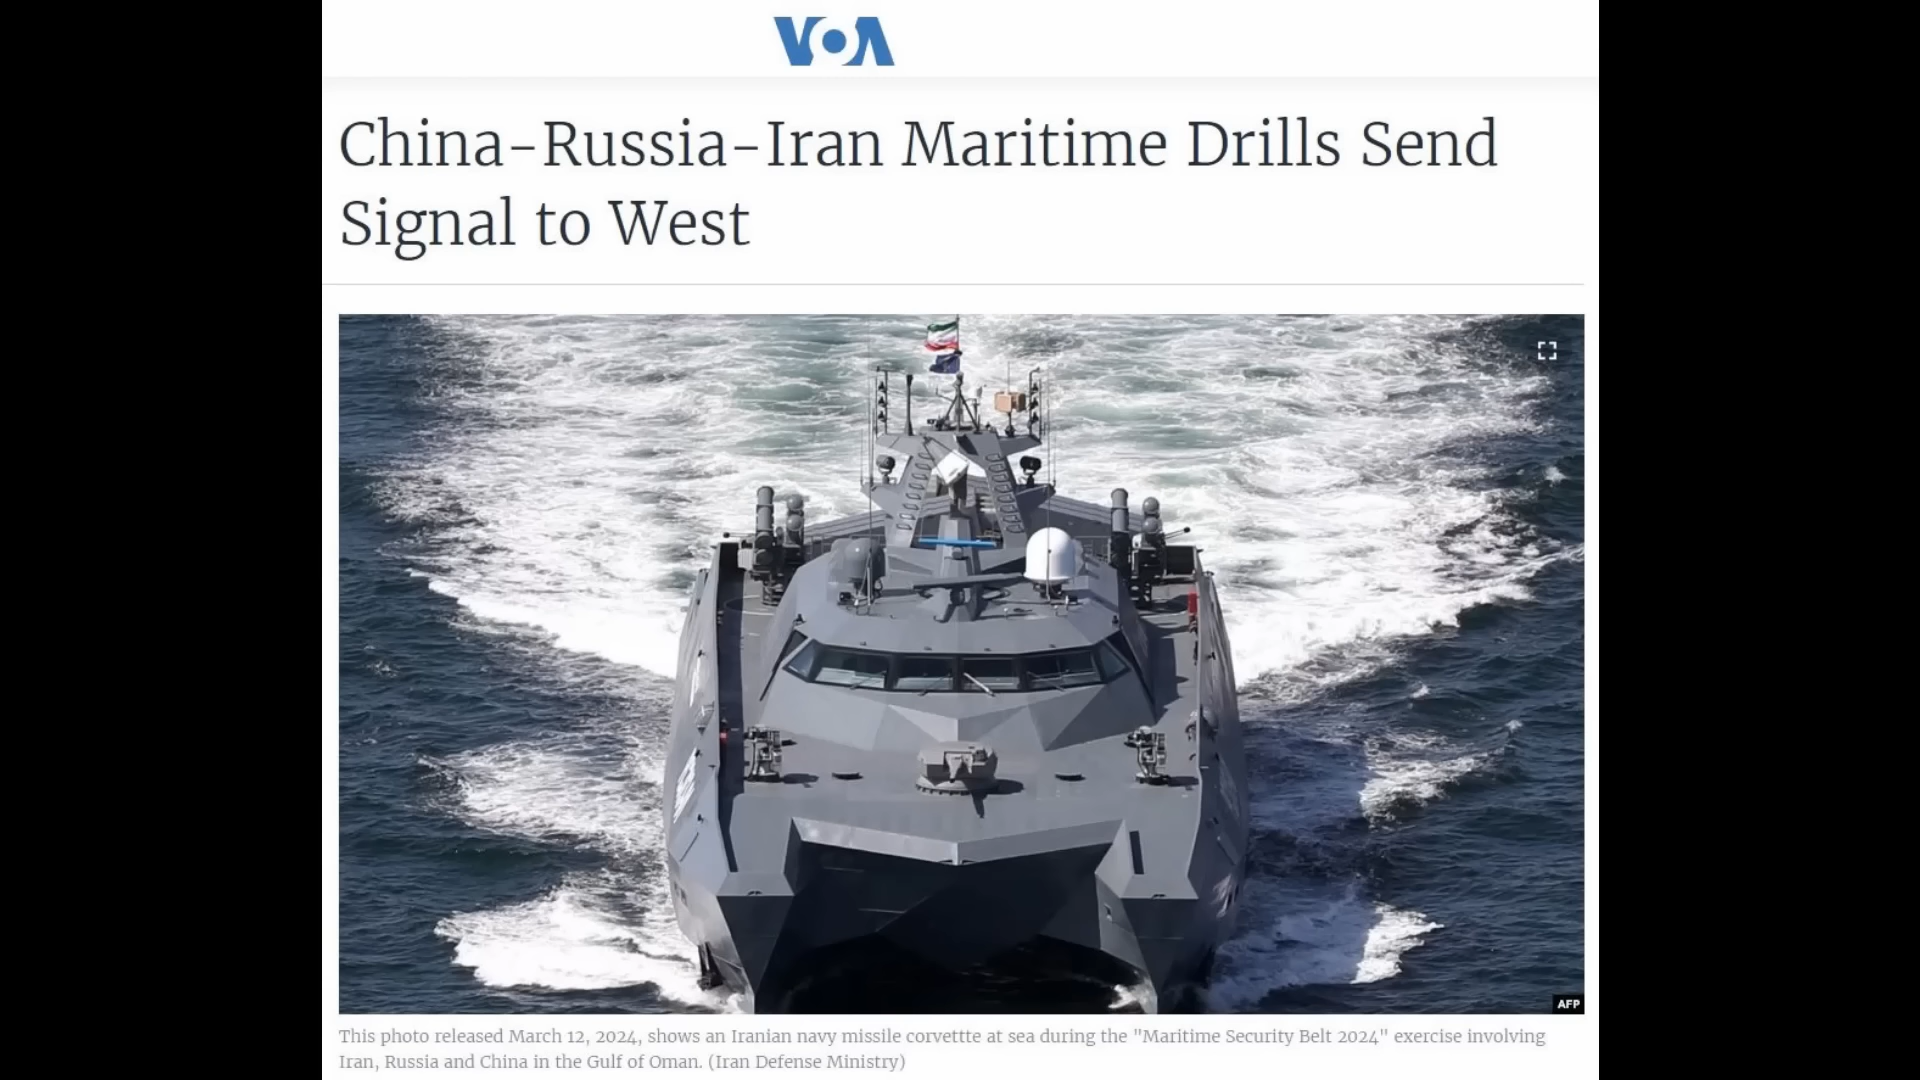 VOA
China-Russia-Iran Maritime Drills Send
Signal to West
AFP
This photo released March 12, 2024, shows an Iranian navy missile corvettte at sea during the "Maritime Security Belt 2024" exercise involving
Iran, Russia and China in the Gulf of Oman. (Iran Defense Ministry)